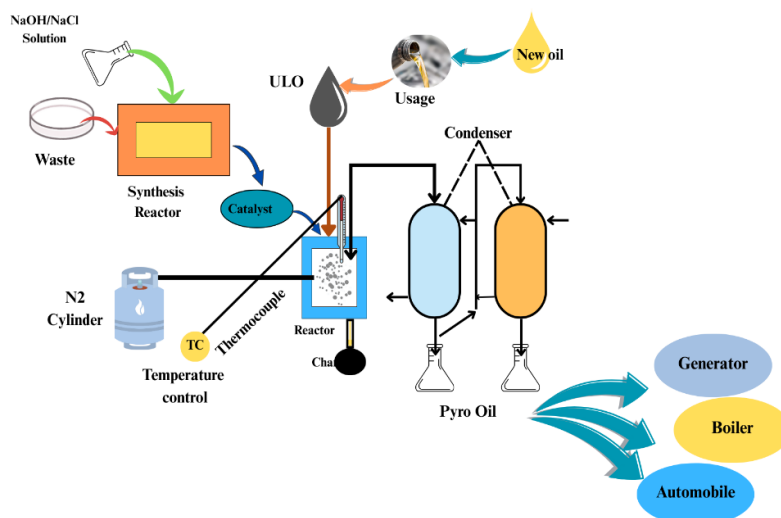 NaOH/NaCl
Solution
New oil
ULO
Usage
Waste
Condenser
Synthesis
Reactor
Catalyst
N2
Cylinder
Thermocouple
Reactor
TC
Cha
Temperature
control
Generator
Pyro Oil
Boiler
Automobile